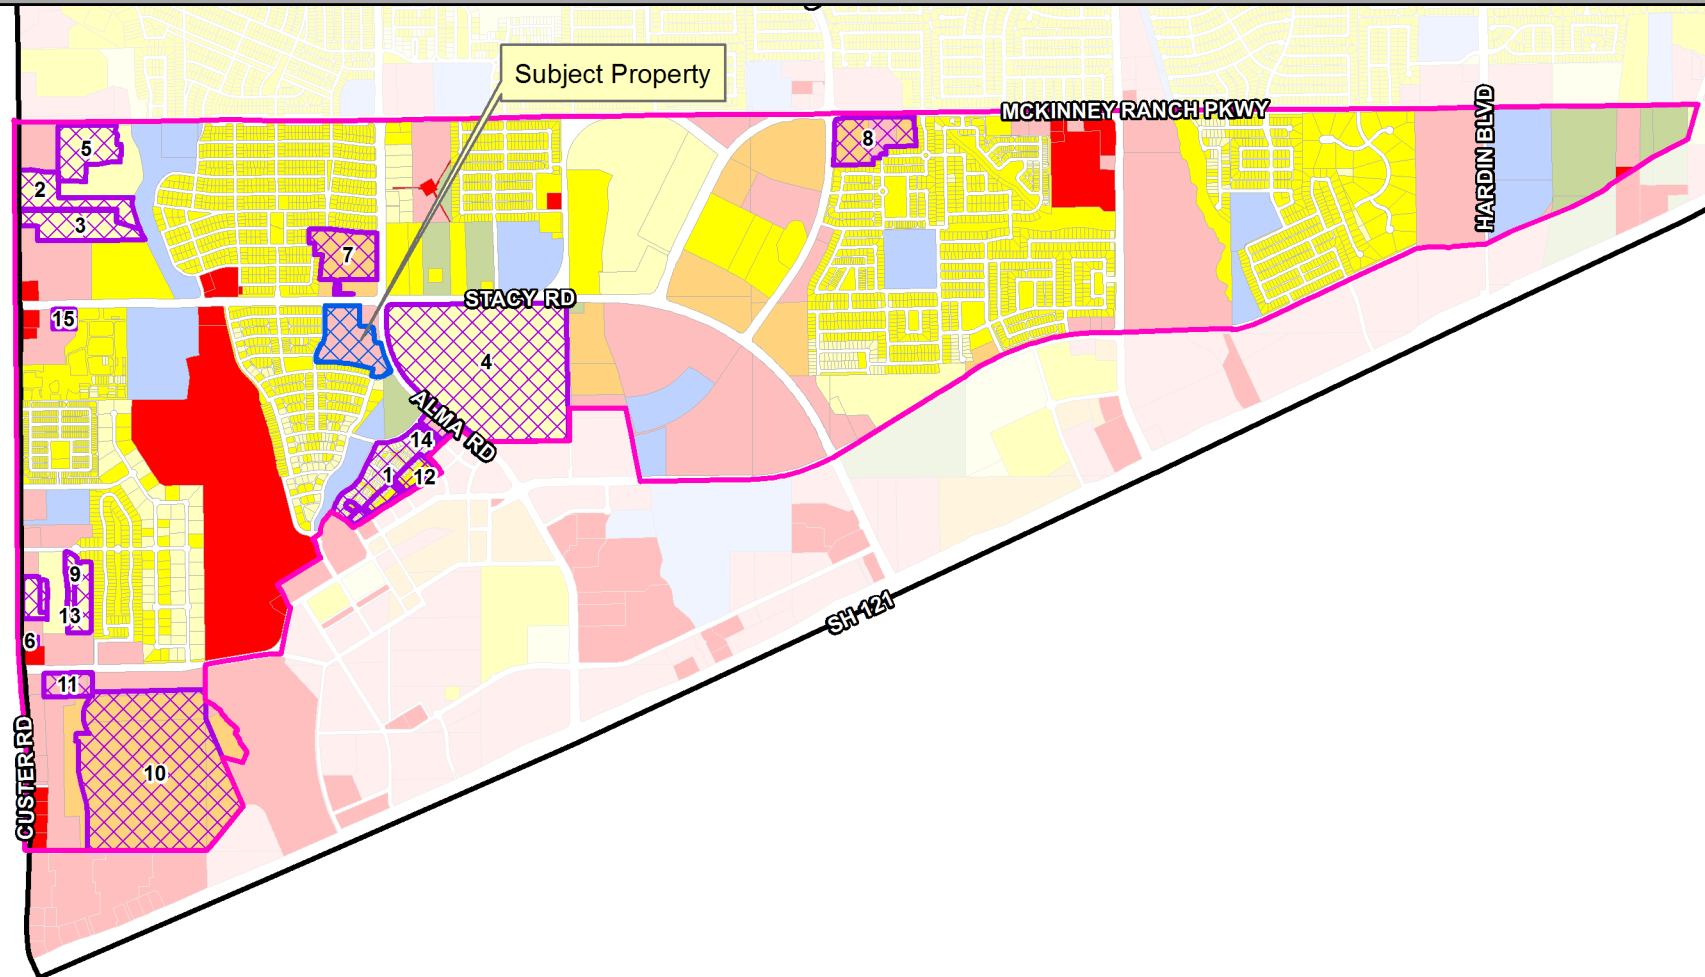 Subject Property
MCKINNEY RANCH PKWY
HARDIN BLVD
5
8
2
3
7
STACY RD
15
4
ALMA RD
14
1
12
9
13
6
SH 121
11
CUSTER RD
10